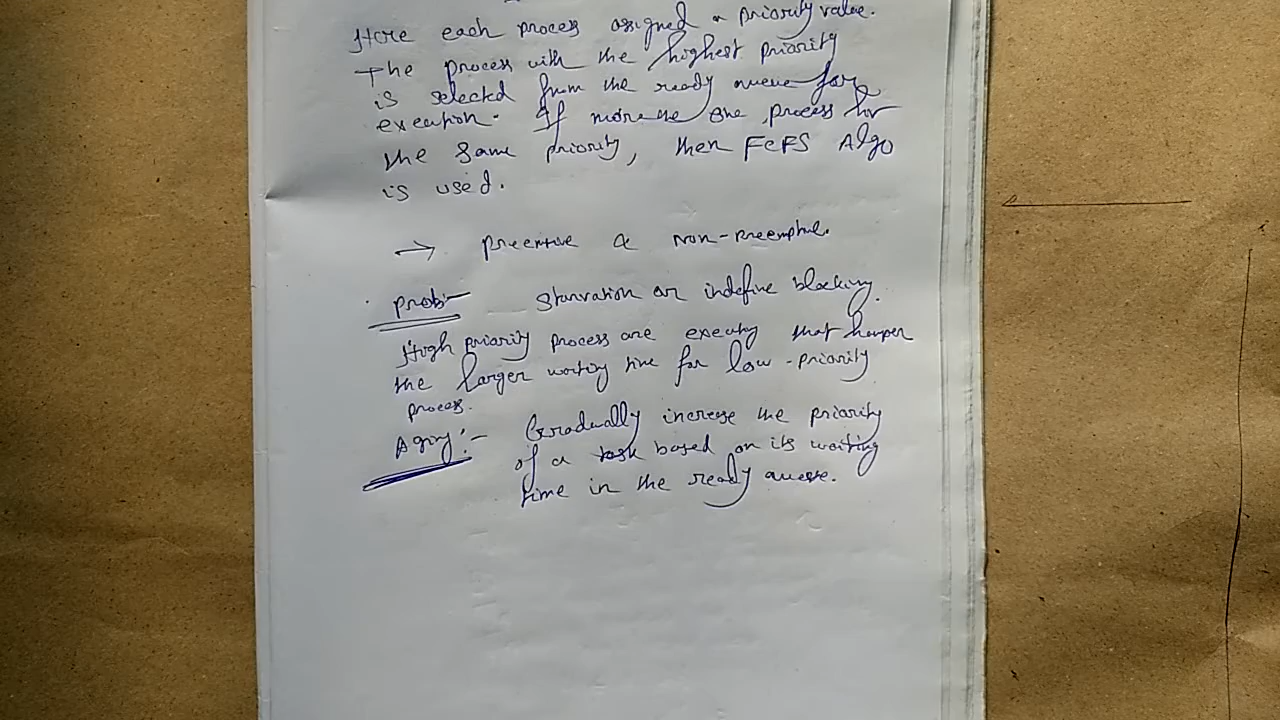 Here each process assigned a priority value.
The process with the highest priority
is selected from the ready queue for
execution. If more the one process hr
the same priority, then FCFS Algo
is used.
→ Preemtive & Non-Preemptive.
Prob:- Starvation or indefine blocking.
High priority process are executing that hamper
the larger waiting time for low-priority
process.
Aging:- Gradually increase the priority
of a task based on its waiting
time in the ready queue.